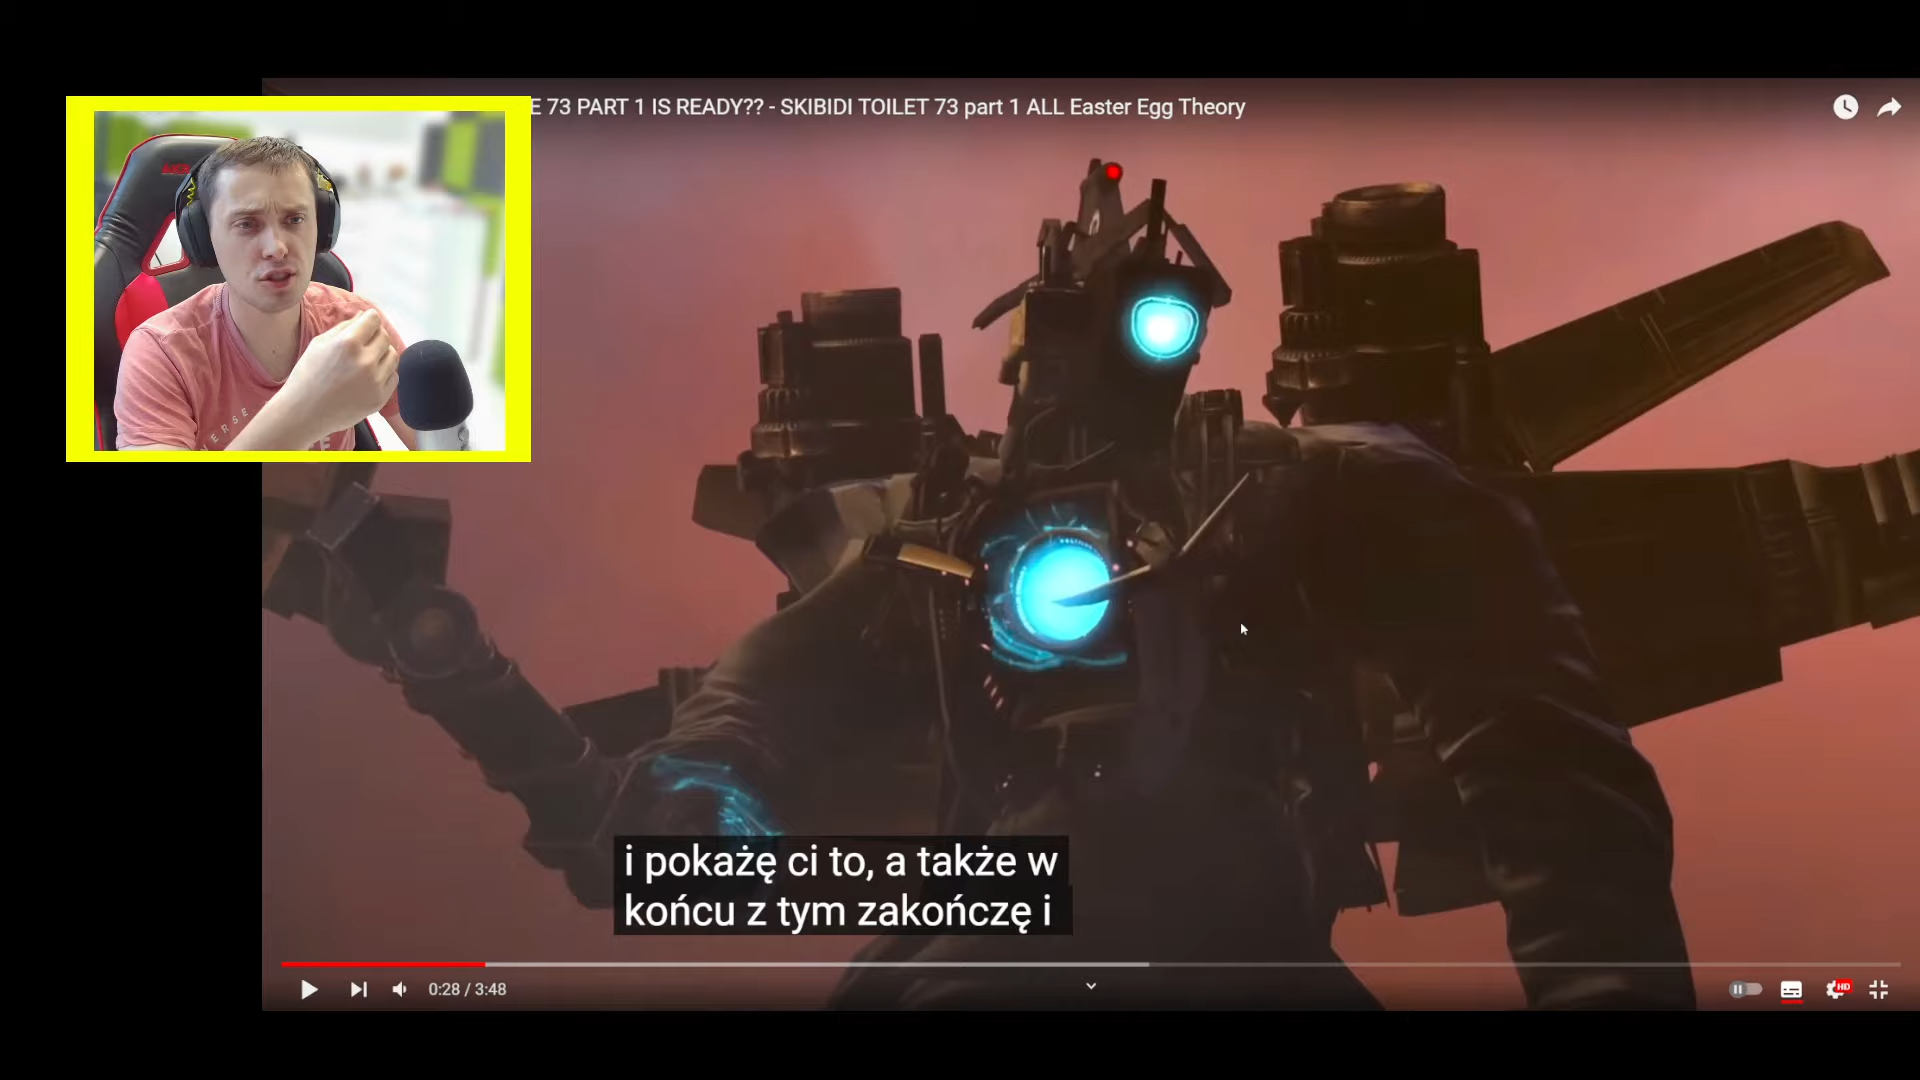 E 73 PART 1 IS READY?? - SKIBIDI TOILET 73 part 1 ALL Easter Egg Theory
i pokażę ci to, a także w
końcu z tym zakończę i
0:28 / 3:48
HD